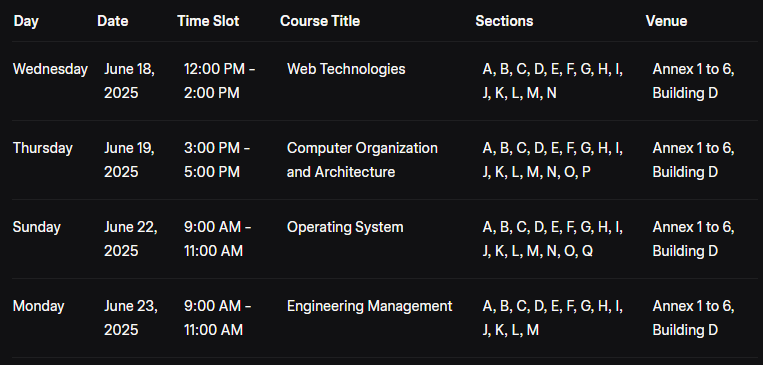 Day Date Time Slot Course Title Sections Venue
Wednesday June 18, 12:00 PM – Web Technologies A, B, C, D, E, F, G, H, I, Annex 1 to 6,
2025 2:00 PM J, K, L, M, N Building D
Thursday June 19, 3:00 PM – Computer Organization A, B, C, D, E, F, G, H, I, Annex 1 to 6,
2025 5:00 PM and Architecture J, K, L, M, N, O, P Building D
Sunday June 22, 9:00 AM – Operating System A, B, C, D, E, F, G, H, I, Annex 1 to 6,
2025 11:00 AM J, K, L, M, N, O, Q Building D
Monday June 23, 9:00 AM – Engineering Management A, B, C, D, E, F, G, H, I, Annex 1 to 6,
2025 11:00 AM J, K, L, M Building D